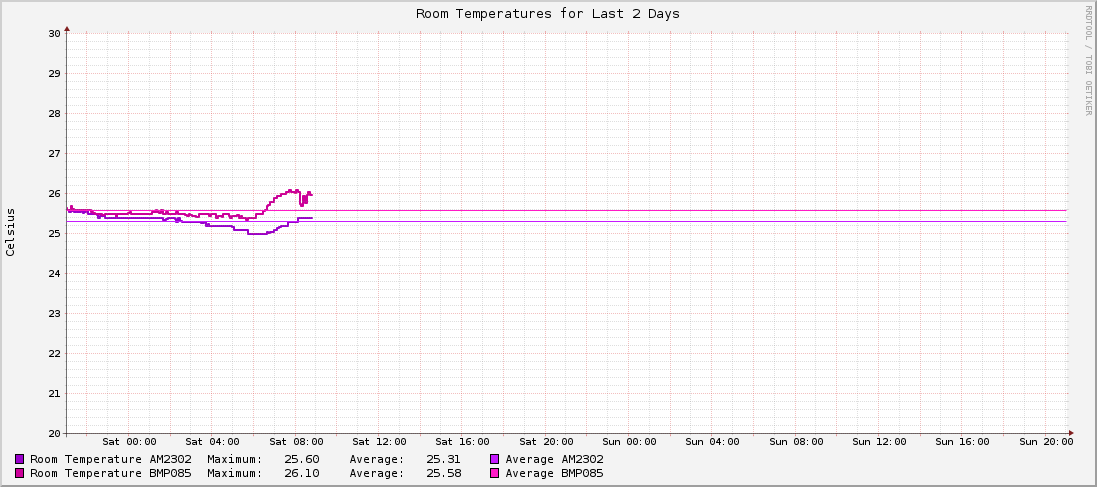 Room Temperatures for Last 2 Days
RRDTOOL / TOBI OETIKER
Celsius
30
29
28
27
26
25
24
23
22
21
20
Sat 00:00 Sat 04:00 Sat 08:00 Sat 12:00 Sat 16:00 Sat 20:00 Sun 00:00 Sun 04:00 Sun 08:00 Sun 12:00 Sun 16:00 Sun 20:00
Room Temperature AM2302 Maximum: 25.60 Average: 25.31 Average AM2302
Room Temperature BMP085 Maximum: 26.10 Average: 25.58 Average BMP085